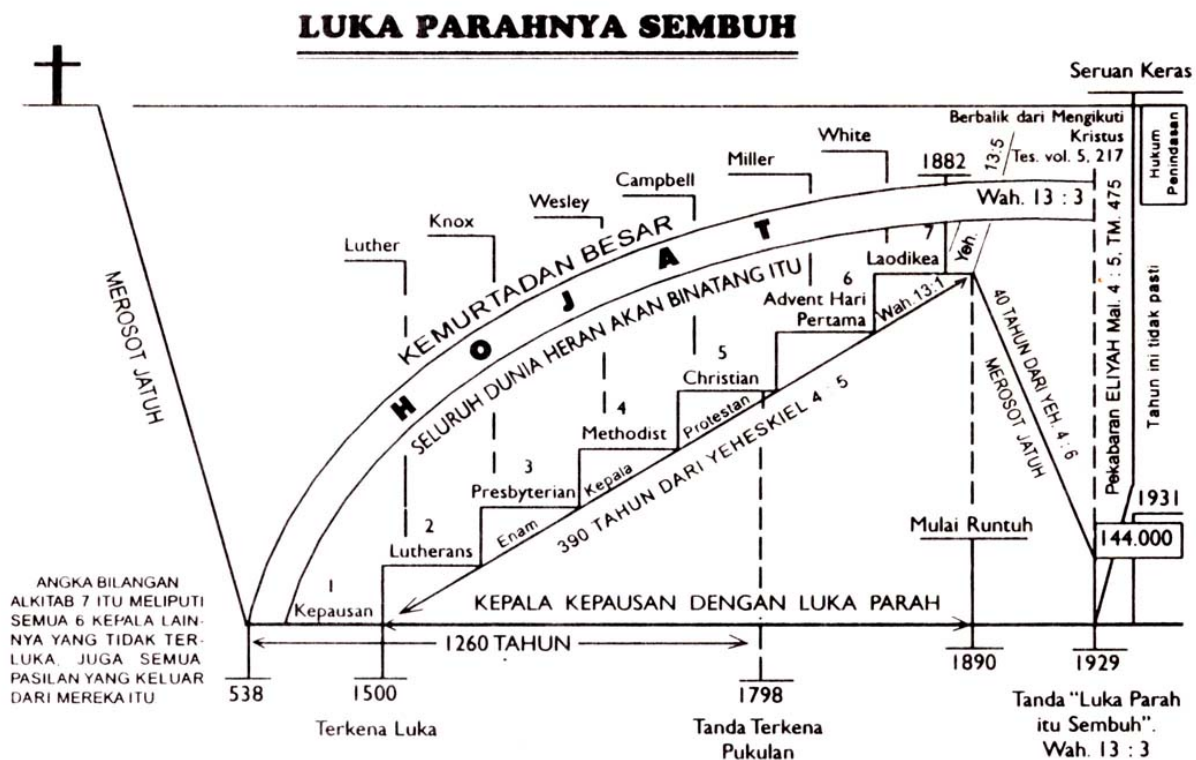 LUKA PARAHNYA SEMBUH
Seruan Keras
Berbalik dari Mengikuti
Kristus
Tes. vol. 5, 217
13:5
Hukum
Penindasan
White
1882
Miller
Campbell
Wesley
Knox
Luther
Wah. 13 : 3
KEMURTADAN BESAR
H O J A T
SELURUH DUNIA HERAN AKAN BINATANG ITU
MEROSOT JATUH
7
Laodikea
Yeh.
6
Advent Hari
Pertama
Wah. 13:1
5
Christian
Protestan
4
Methodist
Kepala
3
Presbyterian
Enam
2
Lutherans
1
Kepausan
390 TAHUN DARI YEHESKIEL 4 : 5
40 TAHUN DARI YEH. 4 : 6
MEROSOT JATUH
Pekabaran ELIYAH Mal. 4 : 5, TM. 475
Tahun ini tidak pasti
1931
144.000
Mulai Runtuh
ANGKA BILANGAN
ALKITAB 7 ITU MELIPUTI
SEMUA 6 KEPALA LAIN-
NYA YANG TIDAK TER-
LUKA, JUGA SEMUA
PASILAN YANG KELUAR
DARI MEREKA ITU
KEPALA KEPAUSAN DENGAN LUKA PARAH
1260 TAHUN
538
1500
1798
1890
1929
Terkena Luka
Tanda Terkena
Pukulan
Tanda "Luka Parah
itu Sembuh".
Wah. 13 : 3